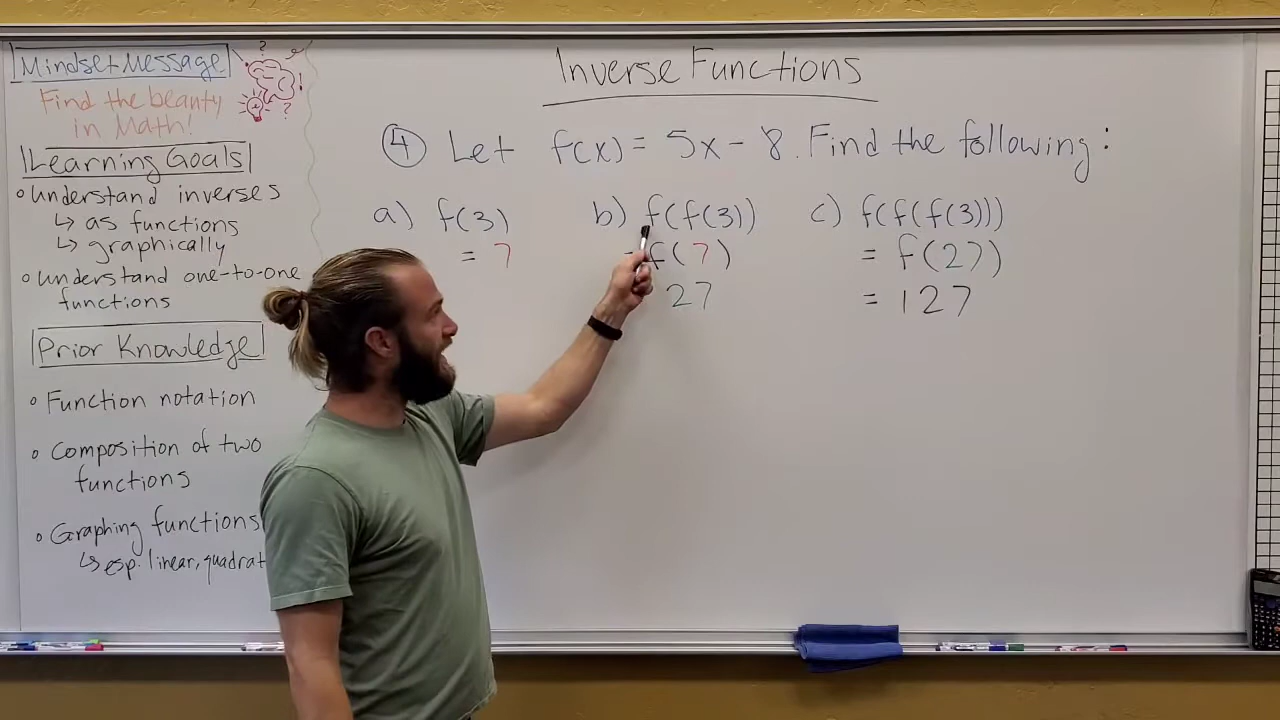 Mindset Message
Find the beauty
in Math!
Learning Goals
Understand inverses
↳ as functions
↳ graphically
understand one-to-one
functions
Prior Knowledge
Function notation
Composition of two
functions
Graphing functions
↳ esp. linear, quadrat
Inverse Functions
④ Let f(x) = 5x - 8. Find the following:
a) f(3)
= 7
b) f(f(3))
= f(7)
27
c) f(f(f(3)))
= f(27)
= 127